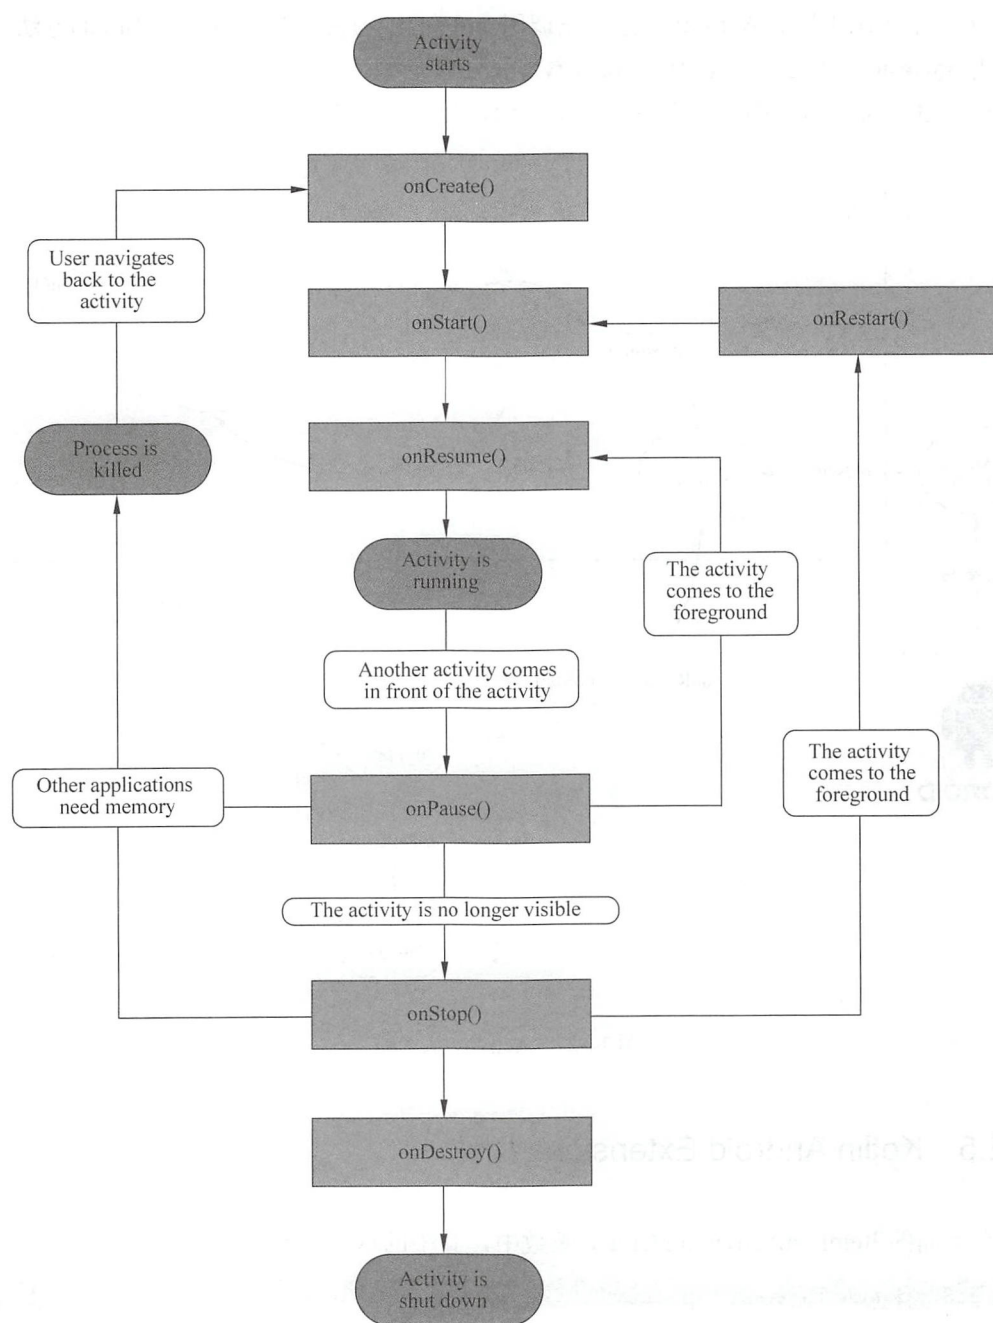 Activity
starts
onCreate()
User navigates
back to the
activity
onStart()
onRestart()
Process is
killed
onResume()
Activity is
running
The activity
comes to the
foreground
Another activity comes
in front of the activity
The activity
comes to the
foreground
Other applications
need memory
onPause()
The activity is no longer visible
onStop()
onDestroy()
Activity is
shut down